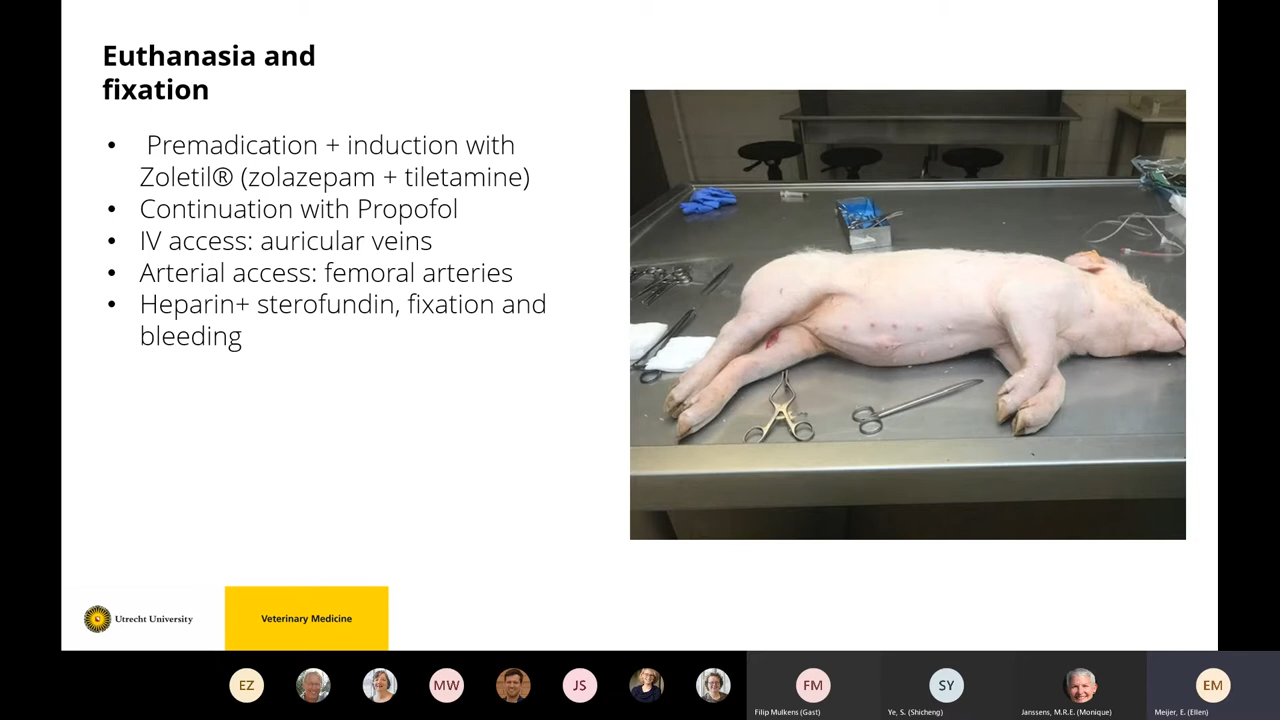 Euthanasia and
fixation
• Premadication + induction with
Zoletil® (zolazepam + tiletamine)
• Continuation with Propofol
• IV access: auricular veins
• Arterial access: femoral arteries
• Heparin+ sterofundin, fixation and
bleeding
Utrecht University
Veterinary Medicine
EZ
MW
JS
FM
SY
EM
Filip Mulkens (Gast)
Ye, S. (Shicheng)
Janssens, M.R.E. (Monique)
Meijer, E. (Ellen)